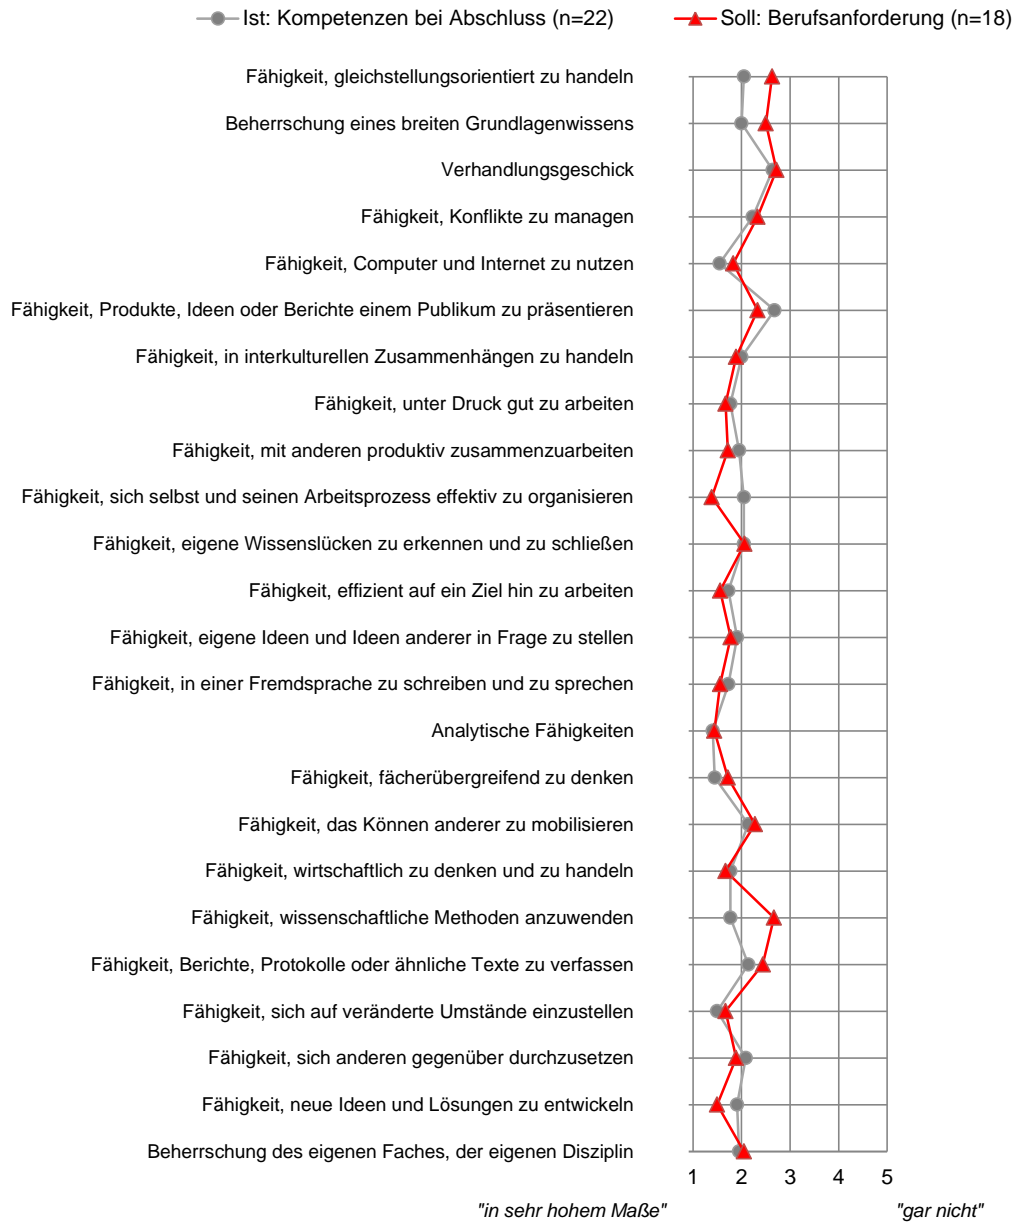 Ist: Kompetenzen bei Abschluss (n=22) Soll: Berufsanforderung (n=18)
Fähigkeit, gleichstellungsorientiert zu handeln
Beherrschung eines breiten Grundlagenwissens
Verhandlungsgeschick
Fähigkeit, Konflikte zu managen
Fähigkeit, Computer und Internet zu nutzen
Fähigkeit, Produkte, Ideen oder Berichte einem Publikum zu präsentieren
Fähigkeit, in interkulturellen Zusammenhängen zu handeln
Fähigkeit, unter Druck gut zu arbeiten
Fähigkeit, mit anderen produktiv zusammenzuarbeiten
Fähigkeit, sich selbst und seinen Arbeitsprozess effektiv zu organisieren
Fähigkeit, eigene Wissenslücken zu erkennen und zu schließen
Fähigkeit, effizient auf ein Ziel hin zu arbeiten
Fähigkeit, eigene Ideen und Ideen anderer in Frage zu stellen
Fähigkeit, in einer Fremdsprache zu schreiben und zu sprechen
Analytische Fähigkeiten
Fähigkeit, fächerübergreifend zu denken
Fähigkeit, das Können anderer zu mobilisieren
Fähigkeit, wirtschaftlich zu denken und zu handeln
Fähigkeit, wissenschaftliche Methoden anzuwenden
Fähigkeit, Berichte, Protokolle oder ähnliche Texte zu verfassen
Fähigkeit, sich auf veränderte Umstände einzustellen
Fähigkeit, sich anderen gegenüber durchzusetzen
Fähigkeit, neue Ideen und Lösungen zu entwickeln
Beherrschung des eigenen Faches, der eigenen Disziplin
1 2 3 4 5
"in sehr hohem Maße" "gar nicht"